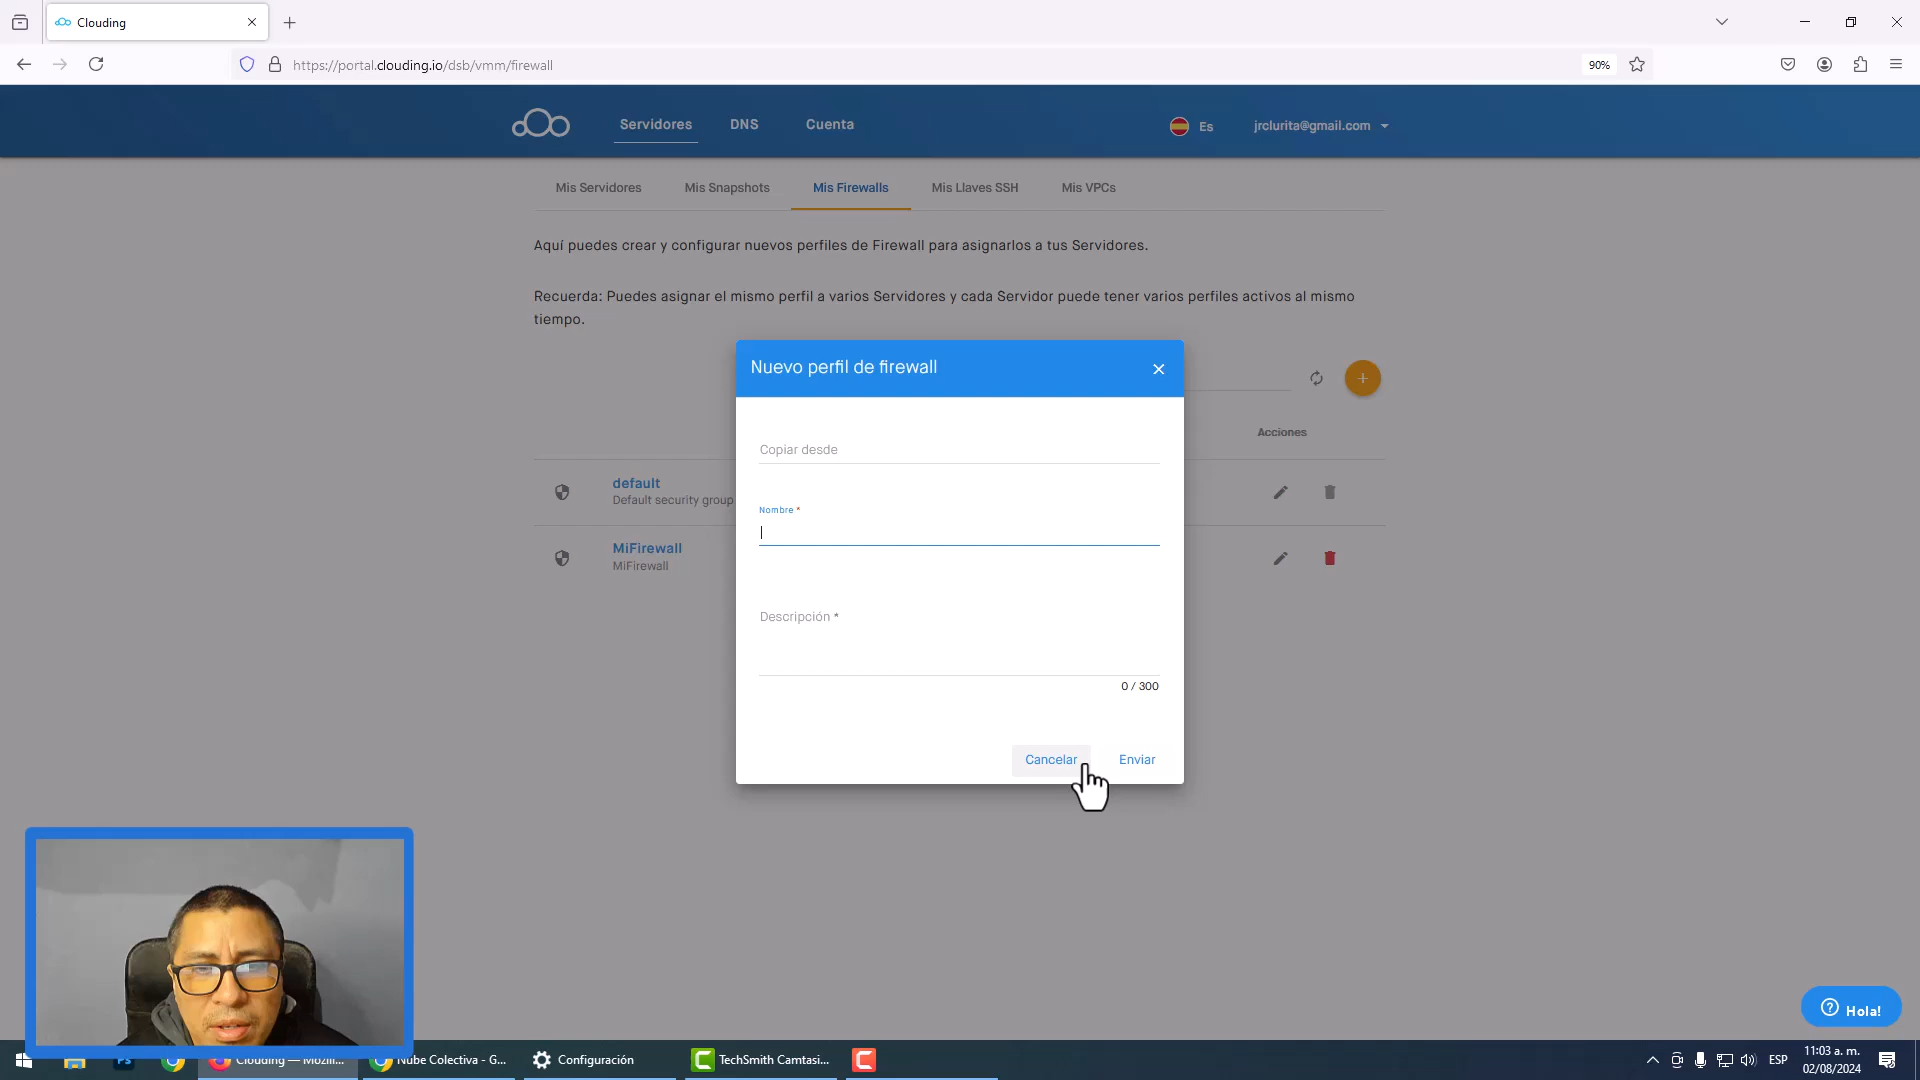 Clouding
https://portal.clouding.io/dsb/vmm/firewall
90%
Servidores
DNS
Cuenta
Es
jrclurita@gmail.com
Mis Servidores
Mis Snapshots
Mis Firewalls
Mis Llaves SSH
Mis VPCs
Aquí puedes crear y configurar nuevos perfiles de Firewall para asignarlos a tus Servidores.
Recuerda: Puedes asignar el mismo perfil a varios Servidores y cada Servidor puede tener varios perfiles activos al mismo
tiempo.
Nuevo perfil de firewall
Copiar desde
Nombre *
Descripción *
0 / 300
Cancelar
Enviar
Acciones
default
Default security group
MiFirewall
MiFirewall
Hola!
Clouding — Mozill...
Nube Colectiva - G...
Configuración
TechSmith Camtasi...
ESP
11:03 a. m.
02/08/2024